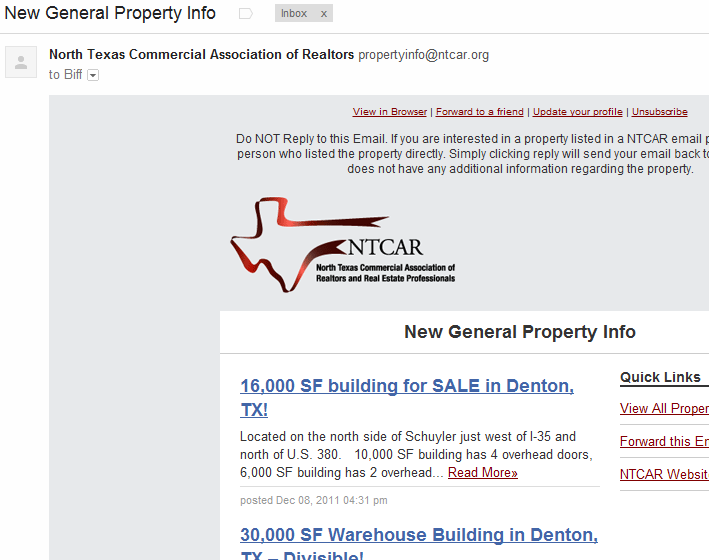 New General Property Info
Inbox x
North Texas Commercial Association of Realtors propertyinfo@ntcar.org
to Biff
View in Browser | Forward to a friend | Update your profile | Unsubscribe
Do NOT Reply to this Email. If you are interested in a property listed in a NTCAR email p
person who listed the property directly. Simply clicking reply will send your email back to
does not have any additional information regarding the property.
NTCAR
North Texas Commercial Association of
Realtors and Real Estate Professionals
New General Property Info
16,000 SF building for SALE in Denton,
TX!
Located on the north side of Schuyler just west of I-35 and
north of U.S. 380. 10,000 SF building has 4 overhead doors,
6,000 SF building has 2 overhead... Read More»
posted Dec 08, 2011 04:31 pm
30,000 SF Warehouse Building in Denton,
TX – Divisible!
Quick Links
View All Proper
Forward this Em
NTCAR Website